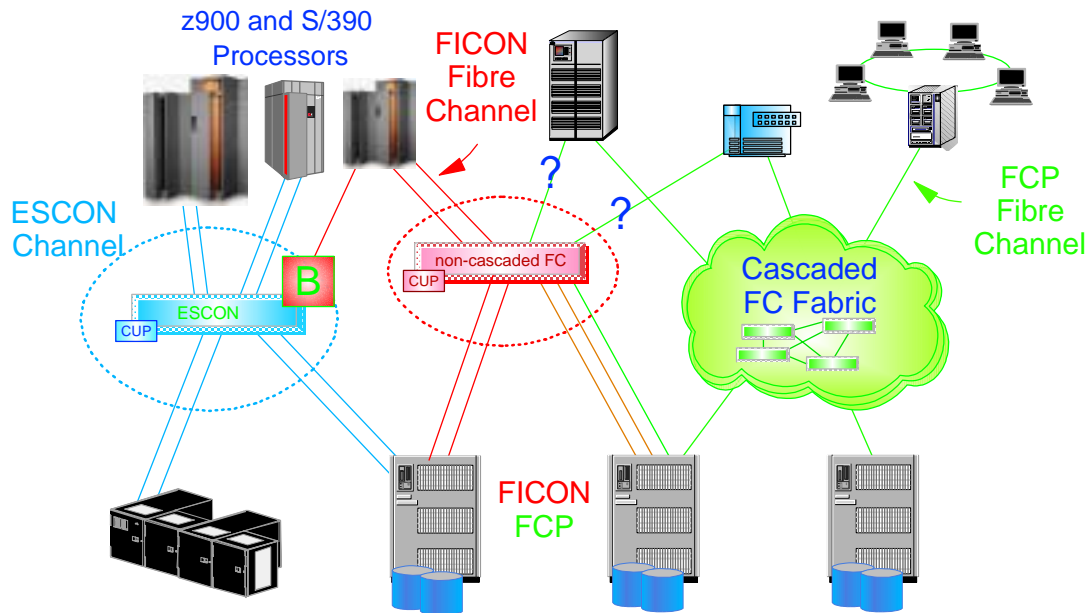 z900 and S/390
Processors
FICON
Fibre
Channel
?
?
FCP
Fibre
Channel
ESCON
Channel
B
ESCON
CUP
non-cascaded FC
CUP
Cascaded
FC Fabric
FICON
FCP